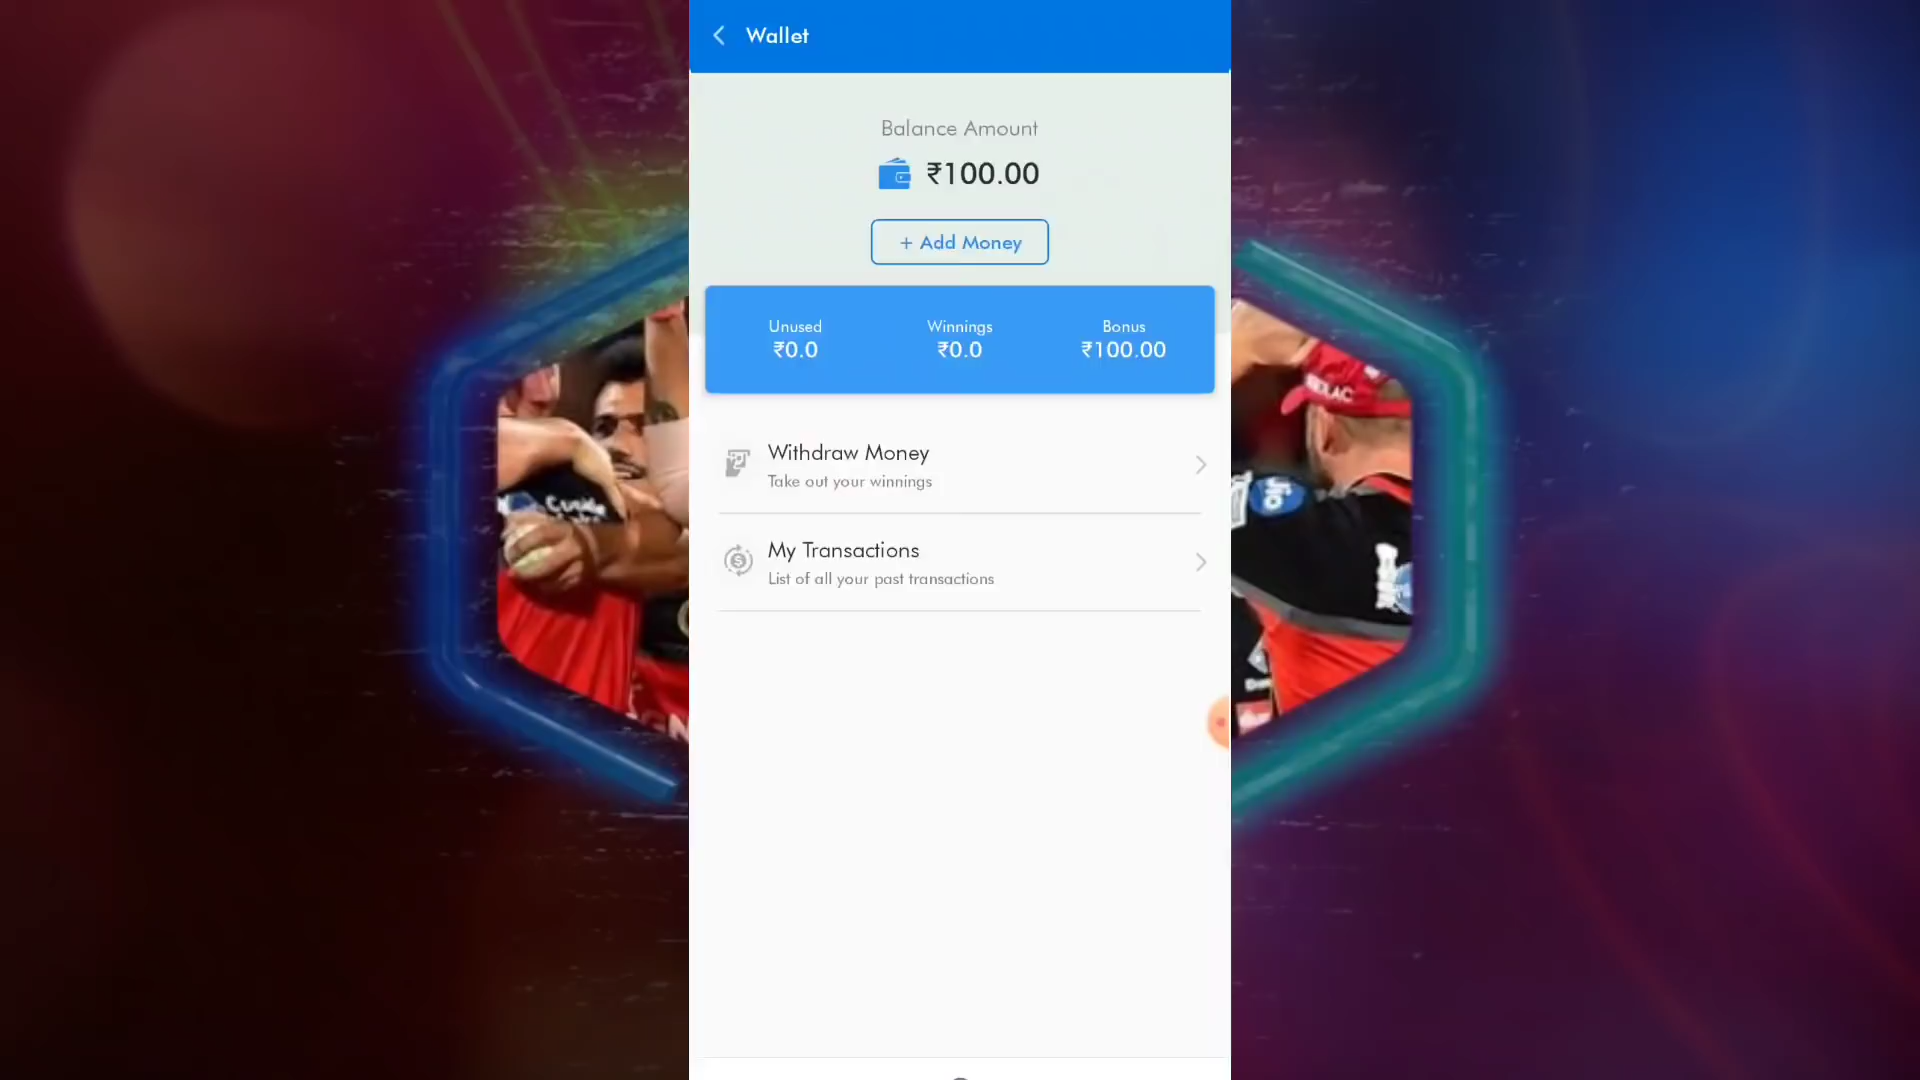 Wallet
Balance Amount
₹100.00
+ Add Money
Unused
Winnings
Bonus
₹0.0
₹0.0
₹100.00
Withdraw Money
Take out your winnings
My Transactions
List of all your past transactions
Jio